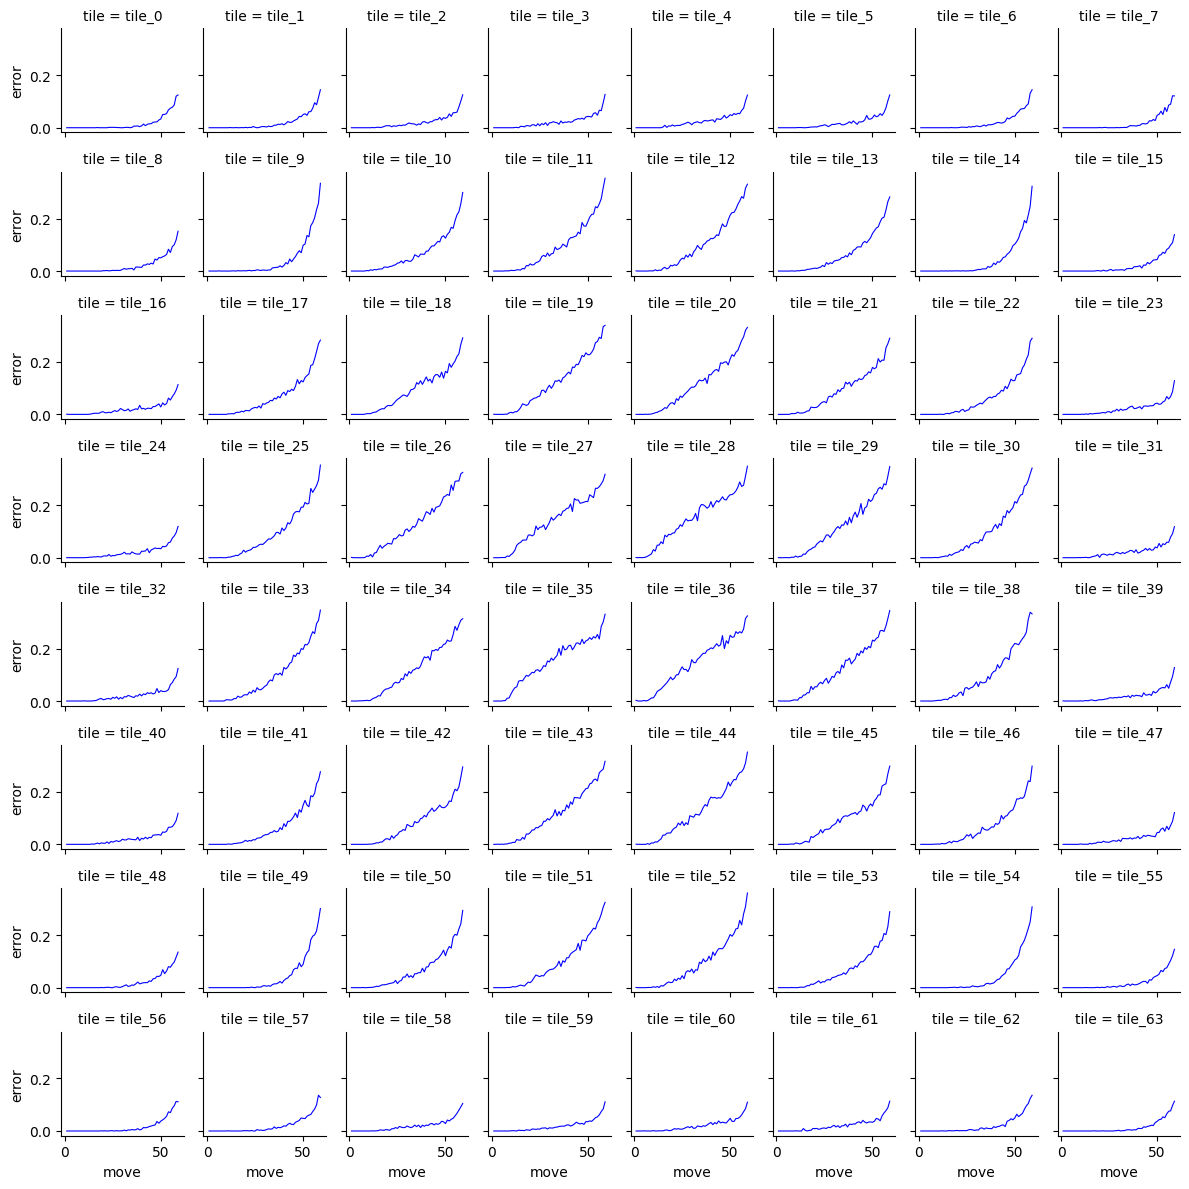 tile = tile_0 tile = tile_1 tile = tile_2 tile = tile_3 tile = tile_4 tile = tile_5 tile = tile_6 tile = tile_7
error
0.2
0.0
tile = tile_8 tile = tile_9 tile = tile_10 tile = tile_11 tile = tile_12 tile = tile_13 tile = tile_14 tile = tile_15
error
0.2
0.0
tile = tile_16 tile = tile_17 tile = tile_18 tile = tile_19 tile = tile_20 tile = tile_21 tile = tile_22 tile = tile_23
error
0.2
0.0
tile = tile_24 tile = tile_25 tile = tile_26 tile = tile_27 tile = tile_28 tile = tile_29 tile = tile_30 tile = tile_31
error
0.2
0.0
tile = tile_32 tile = tile_33 tile = tile_34 tile = tile_35 tile = tile_36 tile = tile_37 tile = tile_38 tile = tile_39
error
0.2
0.0
tile = tile_40 tile = tile_41 tile = tile_42 tile = tile_43 tile = tile_44 tile = tile_45 tile = tile_46 tile = tile_47
error
0.2
0.0
tile = tile_48 tile = tile_49 tile = tile_50 tile = tile_51 tile = tile_52 tile = tile_53 tile = tile_54 tile = tile_55
error
0.2
0.0
tile = tile_56 tile = tile_57 tile = tile_58 tile = tile_59 tile = tile_60 tile = tile_61 tile = tile_62 tile = tile_63
error
0.2
0.0
0 50 0 50 0 50 0 50 0 50 0 50 0 50 0 50
move move move move move move move move